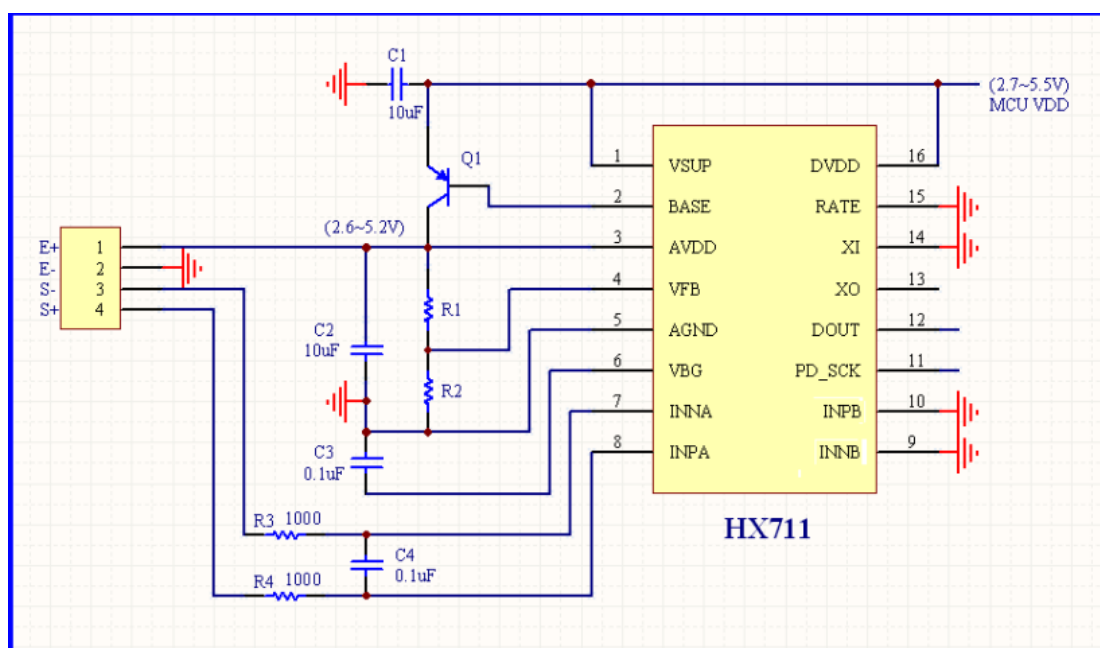 C1
10uF
(2.7~5.5V)
MCU VDD
Q1
1 VSUP DVDD 16
2 BASE RATE 15
(2.6~5.2V)
3 AVDD XI 14
E+ 1
E- 2
S- 3
S+ 4
4 VFB XO 13
R1
5 AGND DOUT 12
C2
10uF
6 VBG PD_SCK 11
R2
7 INNA INPB 10
8 INPA INNB 9
C3
0.1uF
HX711
R3 1000
C4
0.1uF
R4 1000